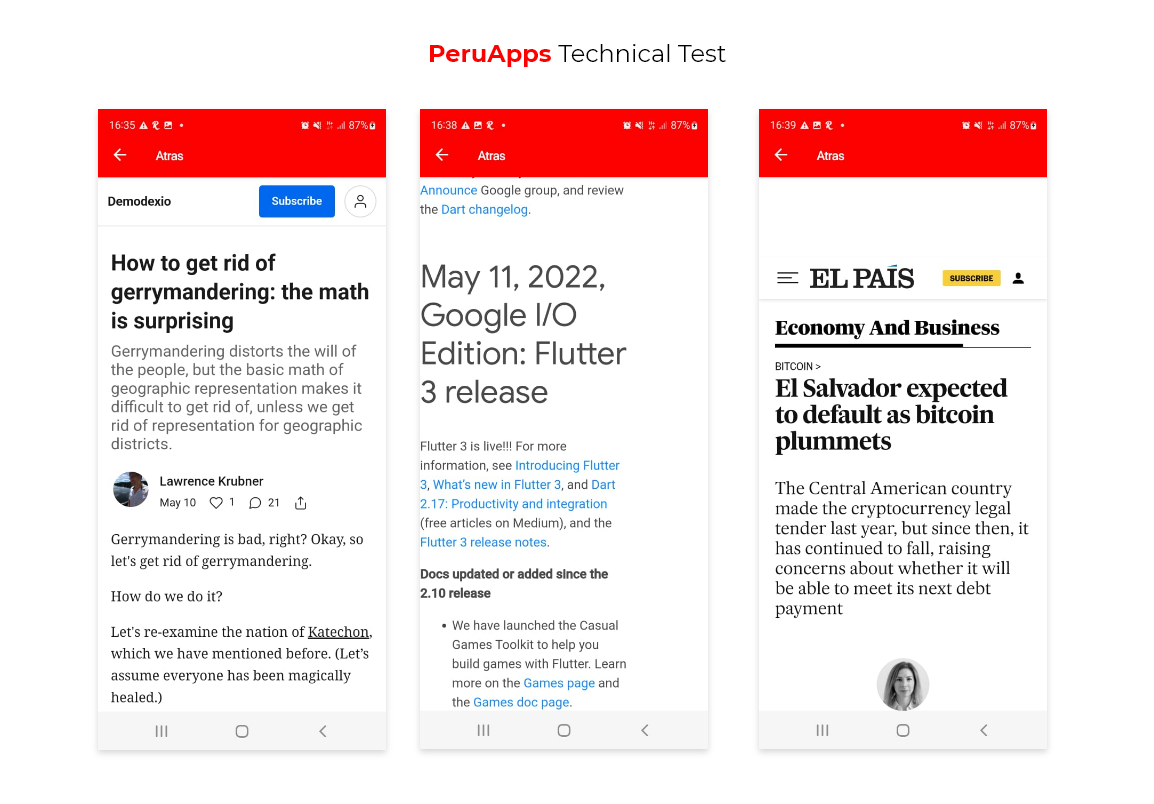 PeruApps Technical Test
16:35
87%
Atras
Demodexio
Subscribe
How to get rid of
gerrymandering: the math
is surprising
Gerrymandering distorts the will of
the people, but the basic math of
geographic representation makes it
difficult to get rid of, unless we get
rid of representation for geographic
districts.
Lawrence Krubner
May 10 1 21
Gerrymandering is bad, right? Okay, so
let's get rid of gerrymandering.
How do we do it?
Let's re-examine the nation of Katechon,
which we have mentioned before. (Let's
assume everyone has been magically
healed.)
16:38
87%
Atras
Announce Google group, and review
the Dart changelog.
May 11, 2022,
Google I/O
Edition: Flutter
3 release
Flutter 3 is live!!! For more
information, see Introducing Flutter
3, What's new in Flutter 3, and Dart
2.17: Productivity and integration
(free articles on Medium), and the
Flutter 3 release notes.
Docs updated or added since the
2.10 release
• We have launched the Casual
Games Toolkit to help you
build games with Flutter. Learn
more on the Games page and
the Games doc page.
16:39
87%
Atras
EL PAÍS
SUBSCRIBE
Economy And Business
BITCOIN >
El Salvador expected
to default as bitcoin
plummets
The Central American country
made the cryptocurrency legal
tender last year, but since then, it
has continued to fall, raising
concerns about whether it will
be able to meet its next debt
payment